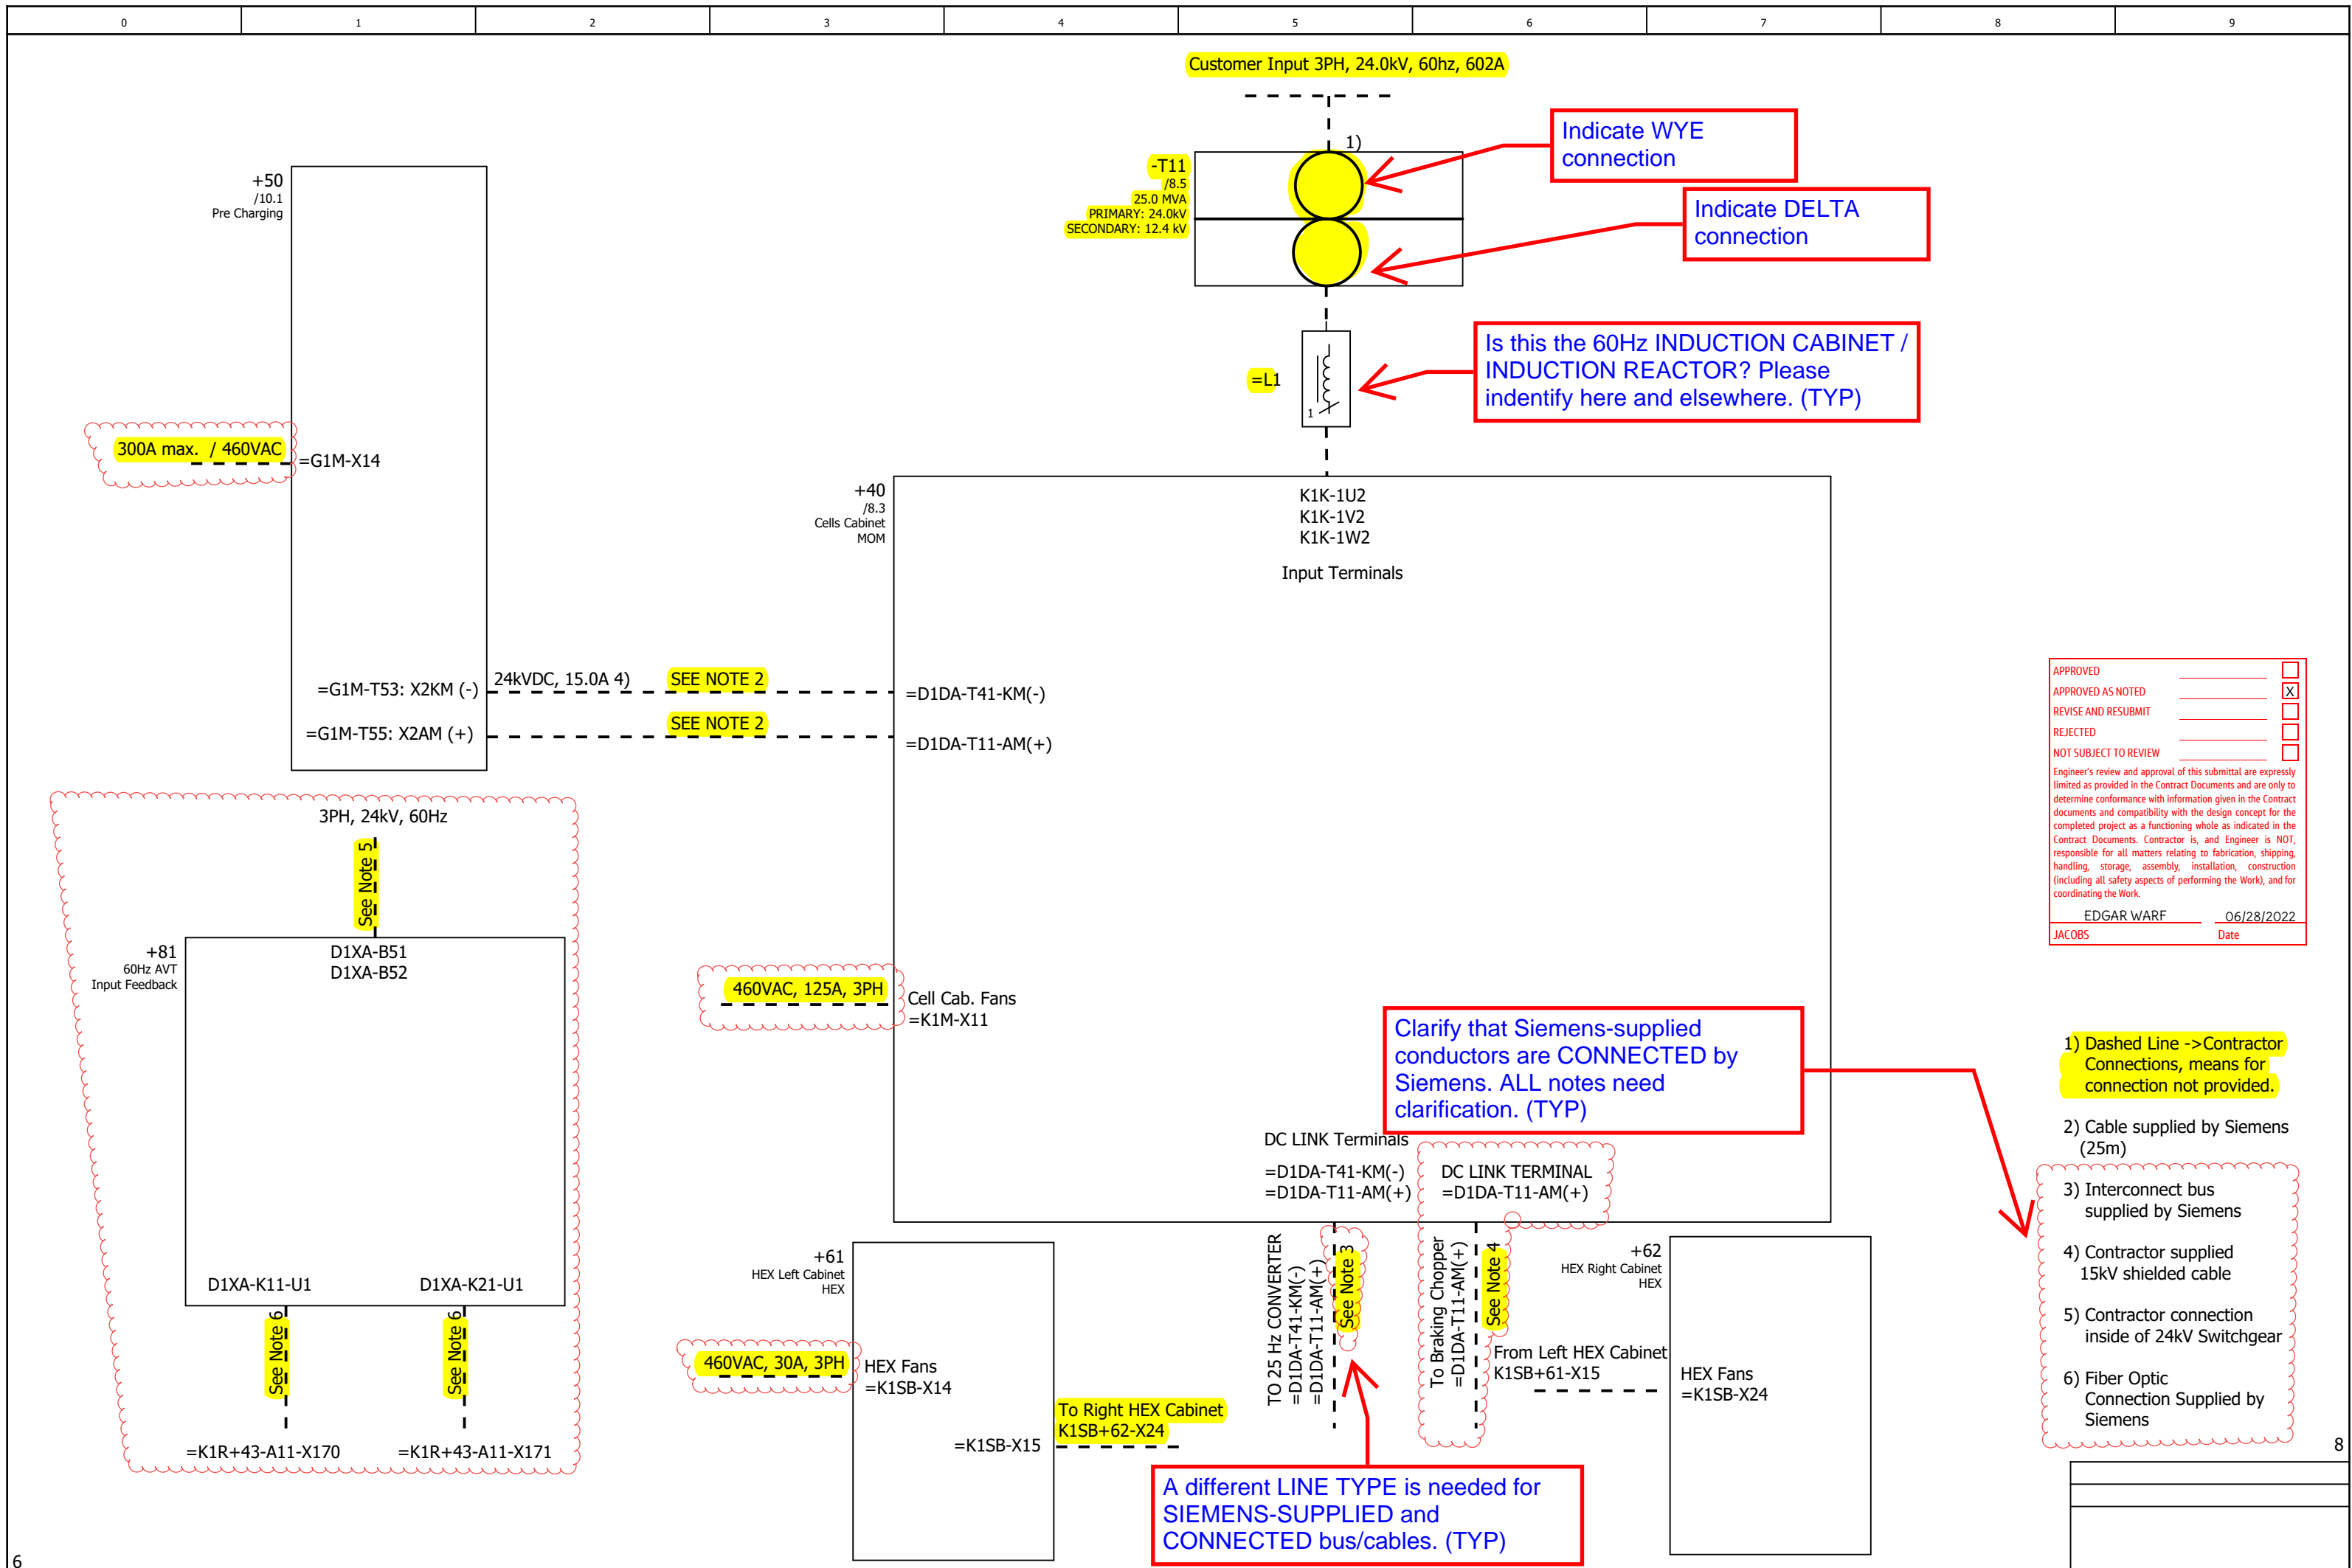 0 1 2 3 4 5 6 7 8 9
Customer Input 3PH, 24.0kV, 60hz, 602A
1)
-T11
/8.5
25.0 MVA
PRIMARY: 24.0kV
SECONDARY: 12.4 kV
Indicate WYE
connection
Indicate DELTA
connection
+50
/10.1
Pre Charging
=L1
1
Is this the 60Hz INDUCTION CABINET /
INDUCTION REACTOR? Please
indentify here and elsewhere. (TYP)
300A max. / 460VAC
=G1M-X14
+40
/8.3
Cells Cabinet
MOM
K1K-1U2
K1K-1V2
K1K-1W2
Input Terminals
=G1M-T53: X2KM (-)
24kVDC, 15.0A 4)
SEE NOTE 2
=D1DA-T41-KM(-)
=G1M-T55: X2AM (+)
SEE NOTE 2
=D1DA-T11-AM(+)
APPROVED
APPROVED AS NOTED X
REVISE AND RESUBMIT
REJECTED
NOT SUBJECT TO REVIEW
Engineer's review and approval of this submittal are expressly
limited as provided in the Contract Documents and are only to
determine conformance with information given in the Contract
documents and compatibility with the design concept for the
completed project as a functioning whole as indicated in the
Contract Documents. Contractor is, and Engineer is NOT,
responsible for all matters relating to fabrication, shipping,
handling, storage, assembly, installation, construction
(including all safety aspects of performing the Work), and for
coordinating the Work.
EDGAR WARF 06/28/2022
JACOBS Date
3PH, 24kV, 60Hz
See Note 5
+81
60Hz AVT
Input Feedback
D1XA-B51
D1XA-B52
D1XA-K11-U1
D1XA-K21-U1
See Note 6
See Note 6
=K1R+43-A11-X170
=K1R+43-A11-X171
460VAC, 125A, 3PH
Cell Cab. Fans
=K1M-X11
Clarify that Siemens-supplied
conductors are CONNECTED by
Siemens. ALL notes need
clarification. (TYP)
DC LINK Terminals
=D1DA-T41-KM(-)
=D1DA-T11-AM(+)
DC LINK TERMINAL
=D1DA-T11-AM(+)
+61
HEX Left Cabinet
HEX
460VAC, 30A, 3PH
HEX Fans
=K1SB-X14
=K1SB-X15
To Right HEX Cabinet
K1SB+62-X24
TO 25 Hz CONVERTER
=D1DA-T41-KM(-)
=D1DA-T11-AM(+)
See Note 3
To Braking Chopper
=D1DA-T11-AM(+)
See Note 4
+62
HEX Right Cabinet
HEX
From Left HEX Cabinet
K1SB+61-X15
HEX Fans
=K1SB-X24
A different LINE TYPE is needed for
SIEMENS-SUPPLIED and
CONNECTED bus/cables. (TYP)
1) Dashed Line ->Contractor
Connections, means for
connection not provided.
2) Cable supplied by Siemens
(25m)
3) Interconnect bus
supplied by Siemens
4) Contractor supplied
15kV shielded cable
5) Contractor connection
inside of 24kV Switchgear
6) Fiber Optic
Connection Supplied by
Siemens
8
6